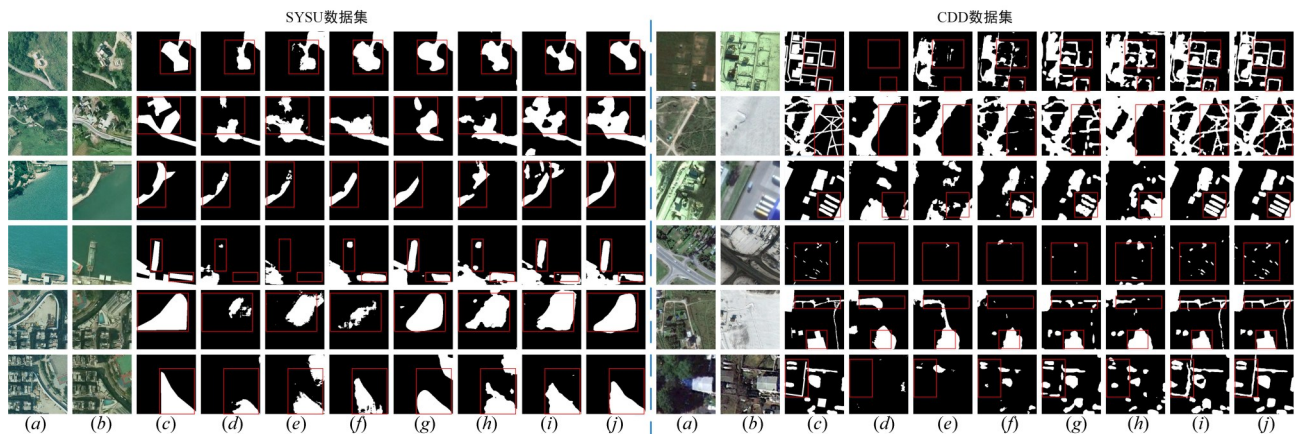 SYSU数据集
CDD数据集
(a) (b) (c) (d) (e) (f) (g) (h) (i) (j)
(a) (b) (c) (d) (e) (f) (g) (h) (i) (j)